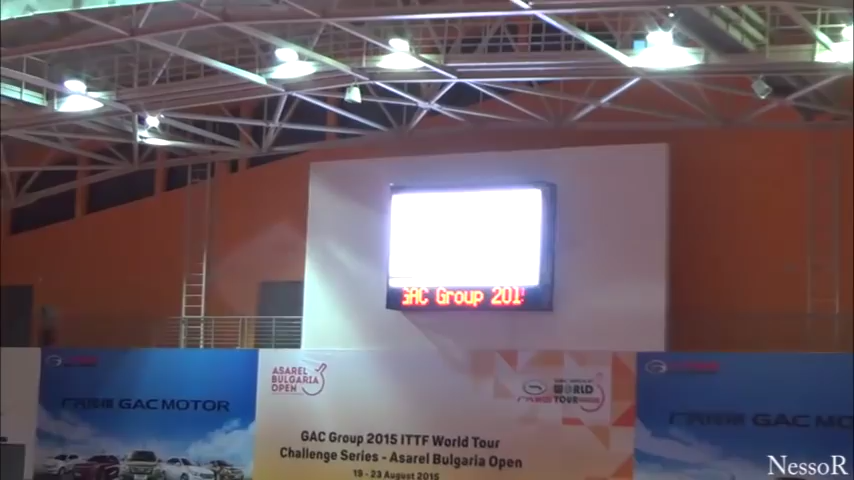 GAC Group 201
ASAREL
BULGARIA
OPEN
GAC MOTOR
WORLD
TOUR
GAC MOTOR
GAC Group 2015 ITTF World Tour
Challenge Series - Asarel Bulgaria Open
19 - 23 August 2015
NessoR